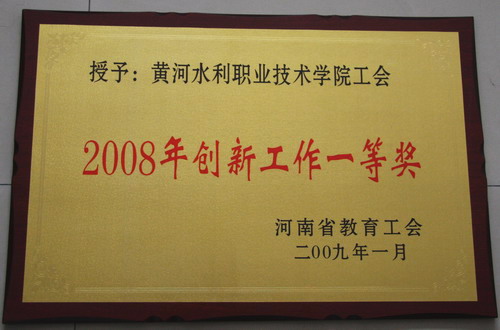 授予：黄河水利职业技术学院工会
2008年创新工作一等奖
河南省教育工会
二00九年一月